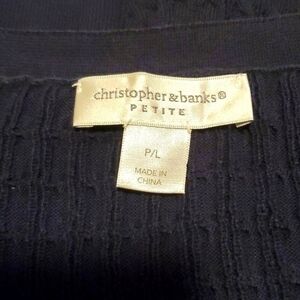 christopher & banks®
PETITE
P/L
MADE IN
CHINA